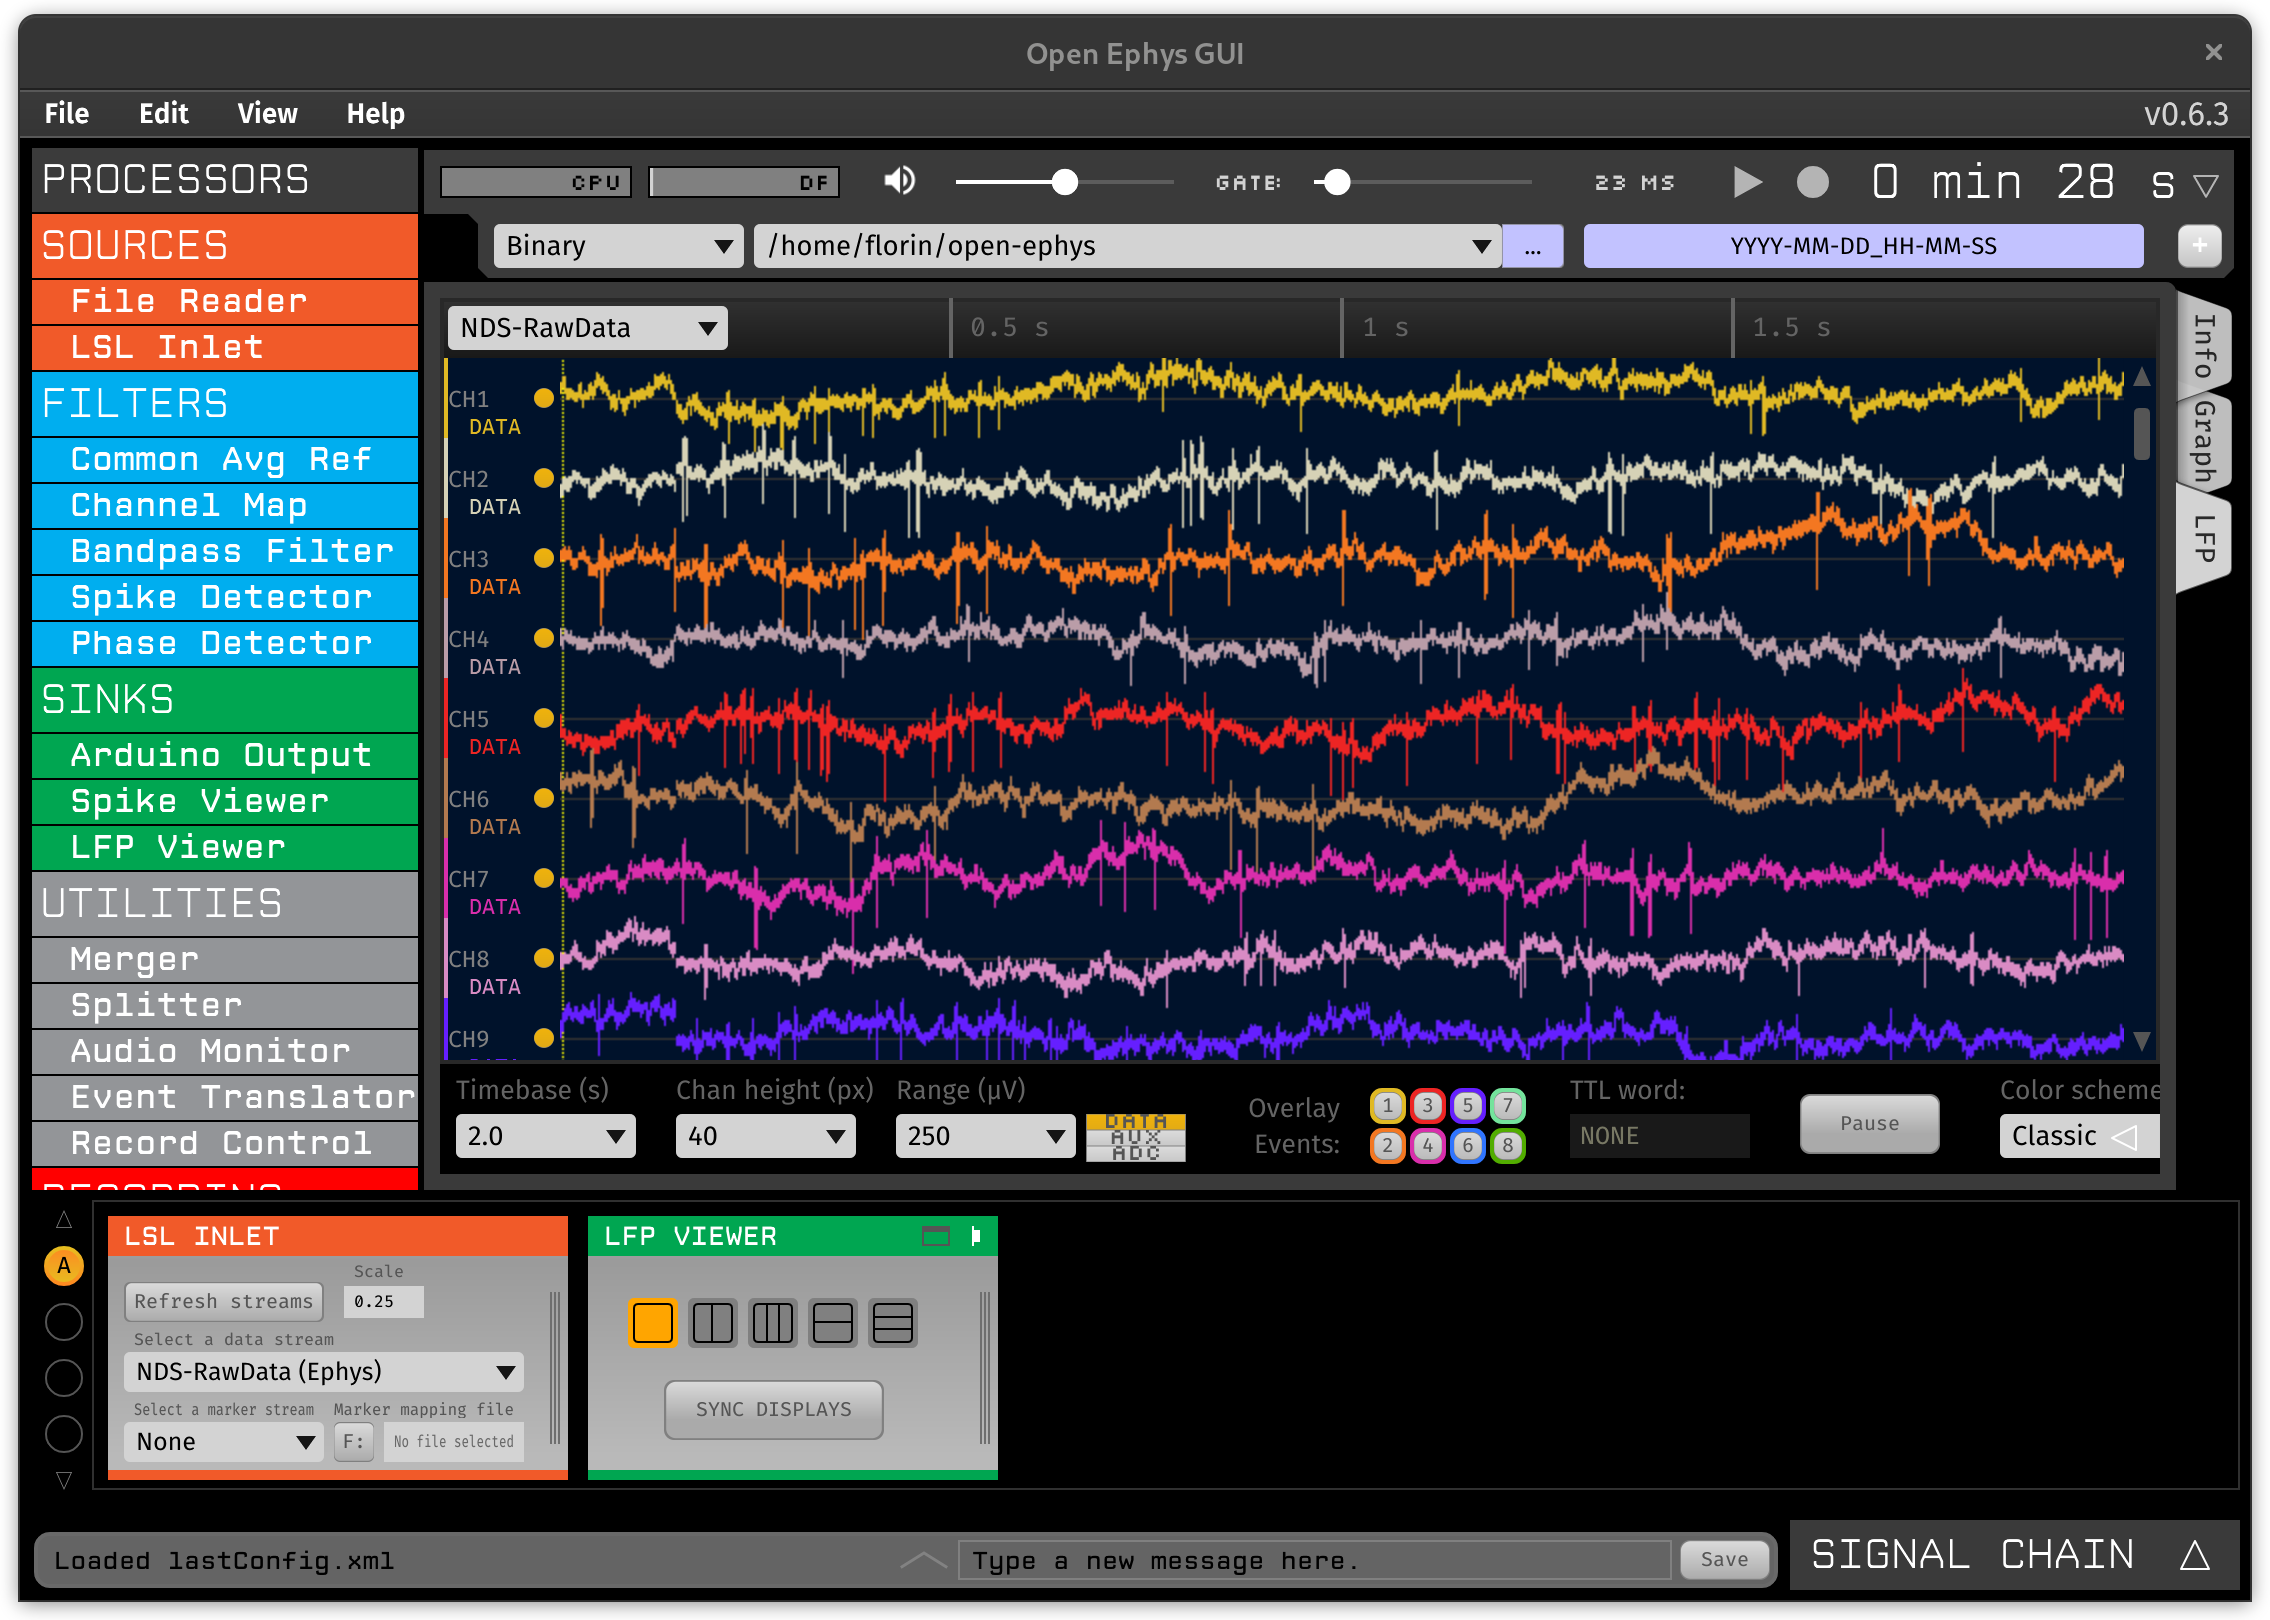 Open Ephys GUI ×
File Edit View Help v0.6.3
PROCESSORS
SOURCES
File Reader
LSL Inlet
FILTERS
Common Avg Ref
Channel Map
Bandpass Filter
Spike Detector
Phase Detector
SINKS
Arduino Output
Spike Viewer
LFP Viewer
UTILITIES
Merger
Splitter
Audio Monitor
Event Translator
Record Control
RECORDING
CPU DF GATE: 23 MS 0 min 28 s
Binary /home/florin/open-ephys ... YYYY-MM-DD_HH-MM-SS +
NDS-RawData 0.5 s 1 s 1.5 s
Info
Graph
LFP
CH1
DATA
CH2
DATA
CH3
DATA
CH4
DATA
CH5
DATA
CH6
DATA
CH7
DATA
CH8
DATA
CH9
Timebase (s) Chan height (px) Range (µV)
2.0 40 250
DATA
AUX
ADC
Overlay
Events:
1 3 5 7
2 4 6 8
TTL word:
NONE
Pause
Color scheme
Classic
A
LSL INLET
Scale
Refresh streams 0.25
Select a data stream
NDS-RawData (Ephys)
Select a marker stream Marker mapping file
None F: No file selected
LFP VIEWER
SYNC DISPLAYS
Loaded lastConfig.xml Type a new message here. Save SIGNAL CHAIN